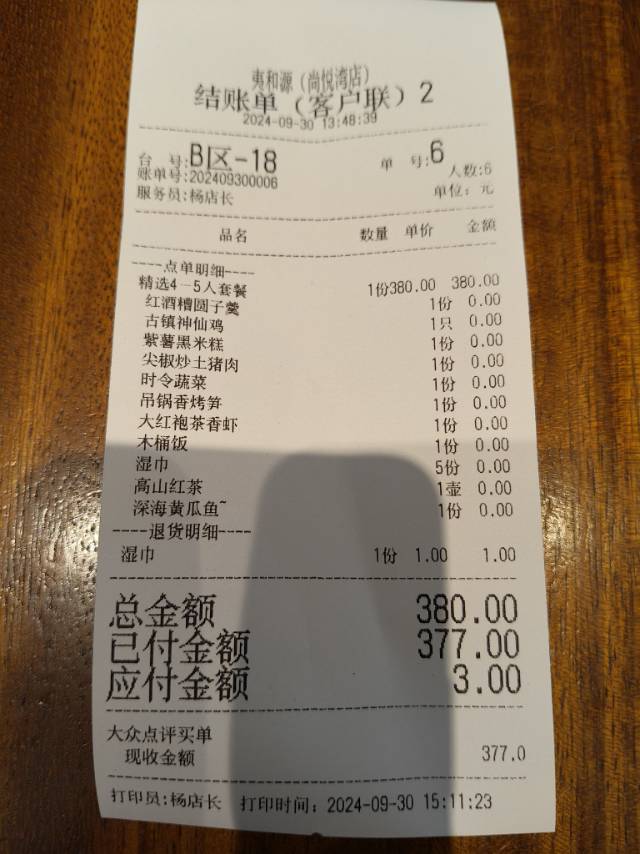 夷和源（尚悦湾店）
结账单（客户联）2
2024-09-30 13:48:39
台 号:B区-18 单 号:6
账单号:202409300006 人数:6
服务员:杨店长 单位：元
品名 数量 单价 金额
----点单明细----
精选4－5人套餐 1份380.00 380.00
红酒糟圆子羹 1份 0.00
古镇神仙鸡 1只 0.00
紫薯黑米糕 1份 0.00
尖椒炒土猪肉 1份 0.00
时令蔬菜 1份 0.00
吊锅香烤笋 1份 0.00
大红袍茶香虾 1份 0.00
木桶饭 1份 0.00
湿巾 5份 0.00
高山红茶 1壶 0.00
深海黄瓜鱼~ 1份 0.00
----退货明细----
湿巾 1份 1.00 1.00
总金额 380.00
已付金额 377.00
应付金额 3.00
大众点评买单
现收金额 377.0
打印员:杨店长 打印时间：2024-09-30 15:11:23